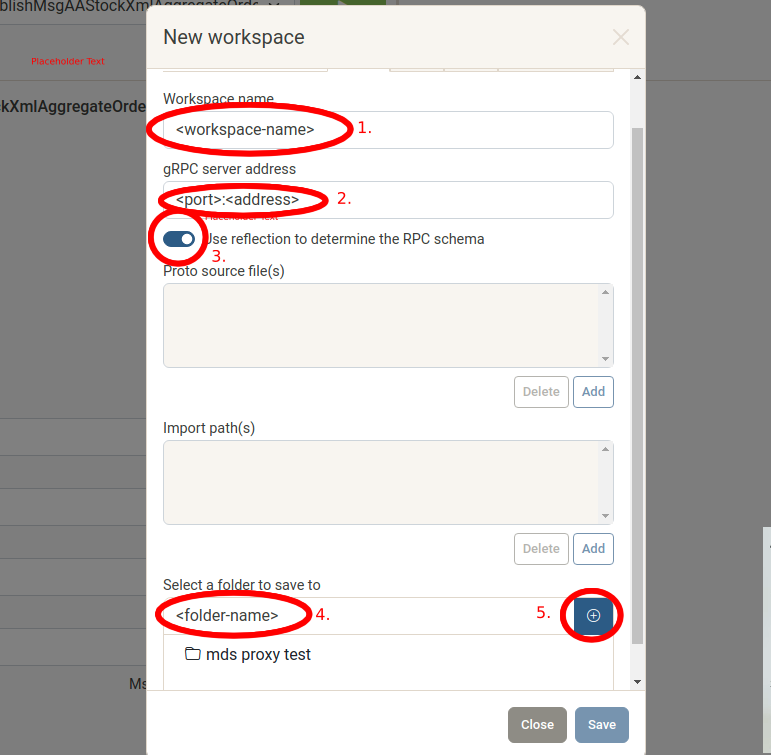 blishMsgAAStockXmlAggregateOrde
New workspace
Placeholder Text
Workspace name
kXmlAggregateOrde
<workspace-name>
1.
gRPC server address
<port>:<address>
2.
Placeholder Text
Use reflection to determine the RPC schema
3.
Proto source file(s)
Delete Add
Import path(s)
Delete Add
Select a folder to save to
<folder-name>
4.
5.
mds proxy test
Ms
Close Save